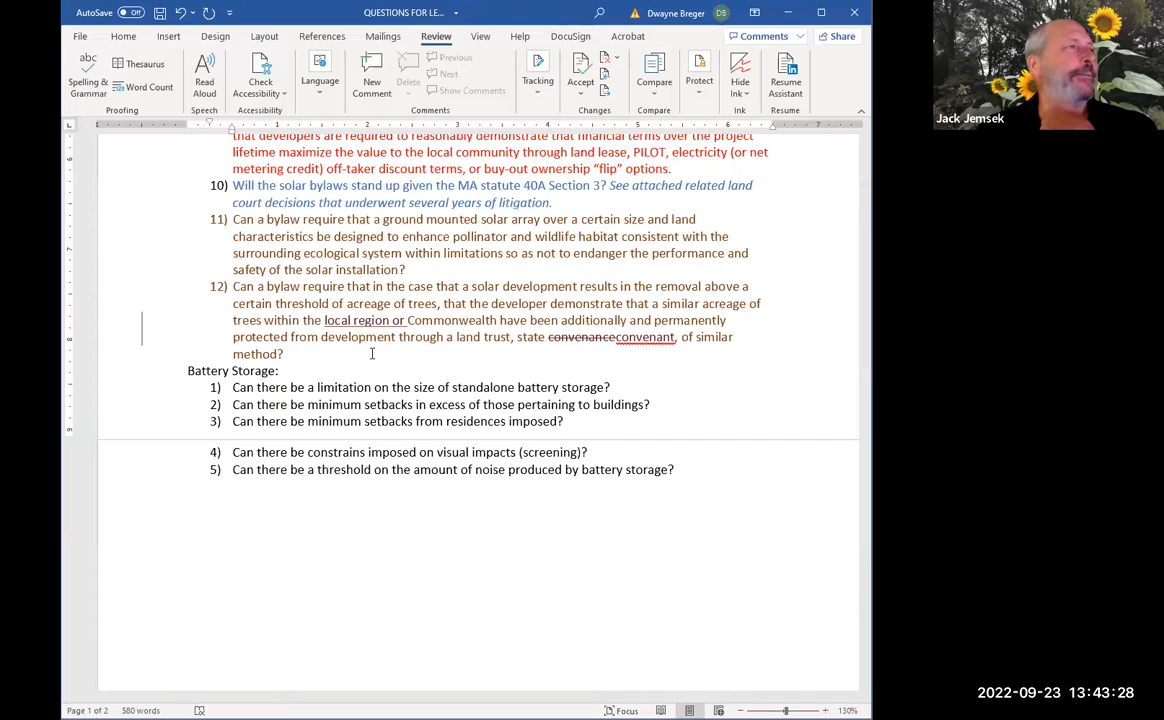 AutoSave Off QUESTIONS FOR LE... Dwayne Breger DB
File Home Insert Design Layout References Mailings Review View Help DocuSign Acrobat Comments Share
abc Spelling & Grammar Thesaurus Word Count Proofing
Read Aloud Speech
Check Accessibility Accessibility
Language
New Comment Delete Previous Next Show Comments Comments
Tracking
Accept Changes
Compare Compare
Protect
Hide Ink Ink
Resume Assistant Resume
that developers are required to reasonably demonstrate that financial terms over the project
lifetime maximize the value to the local community through land lease, PILOT, electricity (or net
metering credit) off-taker discount terms, or buy-out ownership “flip” options.
10) Will the solar bylaws stand up given the MA statute 40A Section 3? See attached related land
court decisions that underwent several years of litigation.
11) Can a bylaw require that a ground mounted solar array over a certain size and land
characteristics be designed to enhance pollinator and wildlife habitat consistent with the
surrounding ecological system within limitations so as not to endanger the performance and
safety of the solar installation?
12) Can a bylaw require that in the case that a solar development results in the removal above a
certain threshold of acreage of trees, that the developer demonstrate that a similar acreage of
trees within the local region or Commonwealth have been additionally and permanently
protected from development through a land trust, state convenanceconvenant, of similar
method?
Battery Storage:
1) Can there be a limitation on the size of standalone battery storage?
2) Can there be minimum setbacks in excess of those pertaining to buildings?
3) Can there be minimum setbacks from residences imposed?
4) Can there be constrains imposed on visual impacts (screening)?
5) Can there be a threshold on the amount of noise produced by battery storage?
Page 1 of 2 580 words Focus 130%
Jack Jemsek
2022-09-23 13:43:28